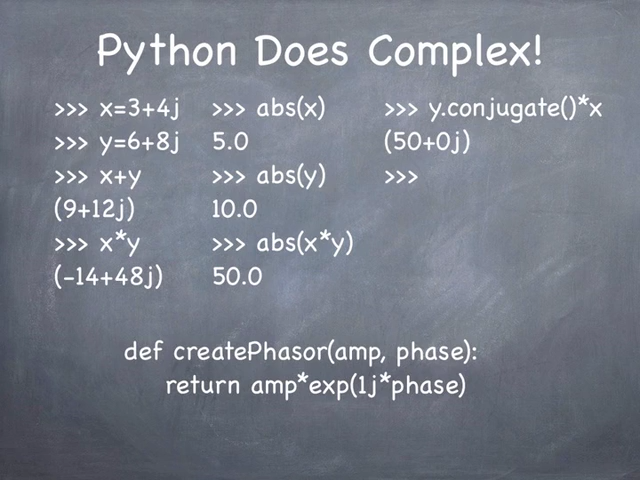 Python Does Complex!
>>> x=3+4j
>>> y=6+8j
>>> x+y
(9+12j)
>>> x*y
(-14+48j)
>>> abs(x)
5.0
>>> abs(y)
10.0
>>> abs(x*y)
50.0
>>> y.conjugate()*x
(50+0j)
>>>
def createPhasor(amp, phase):
return amp*exp(1j*phase)